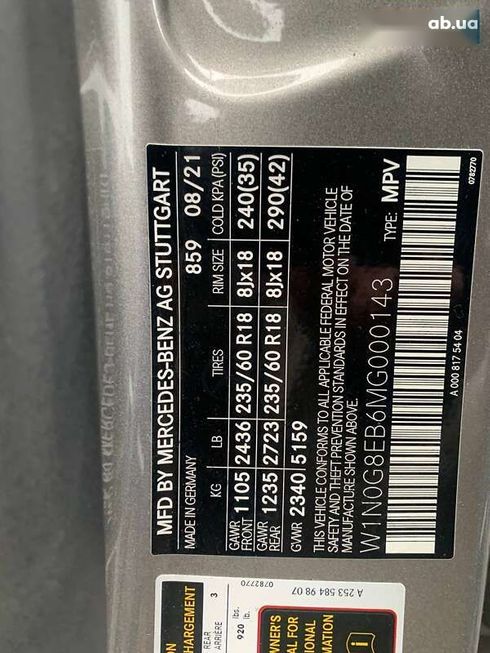 ab.ua
MFD BY MERCEDES-BENZ AG STUTTGART
MADE IN GERMANY 859 08/21
KG LB TIRES RIM SIZE COLD KPA(PSI)
GAWR FRONT 1105 2436 235/60 R18 8Jx18 240(35)
GAWR REAR 1235 2723 235/60 R18 8Jx18 290(42)
GVWR 2340 5159
THIS VEHICLE CONFORMS TO ALL APPLICABLE FEDERAL MOTOR VEHICLE
SAFETY AND THEFT PREVENTION STANDARDS IN EFFECT ON THE DATE OF
MANUFACTURE SHOWN ABOVE.
W1N0G8EB6MG000143 TYPE: MPV
A 000 817 54 04
0782770
A 253 584 98 07
0782770
CHARGEMENT
REAR
ARRIÈRE
3
lbs.
920
OWNER'S